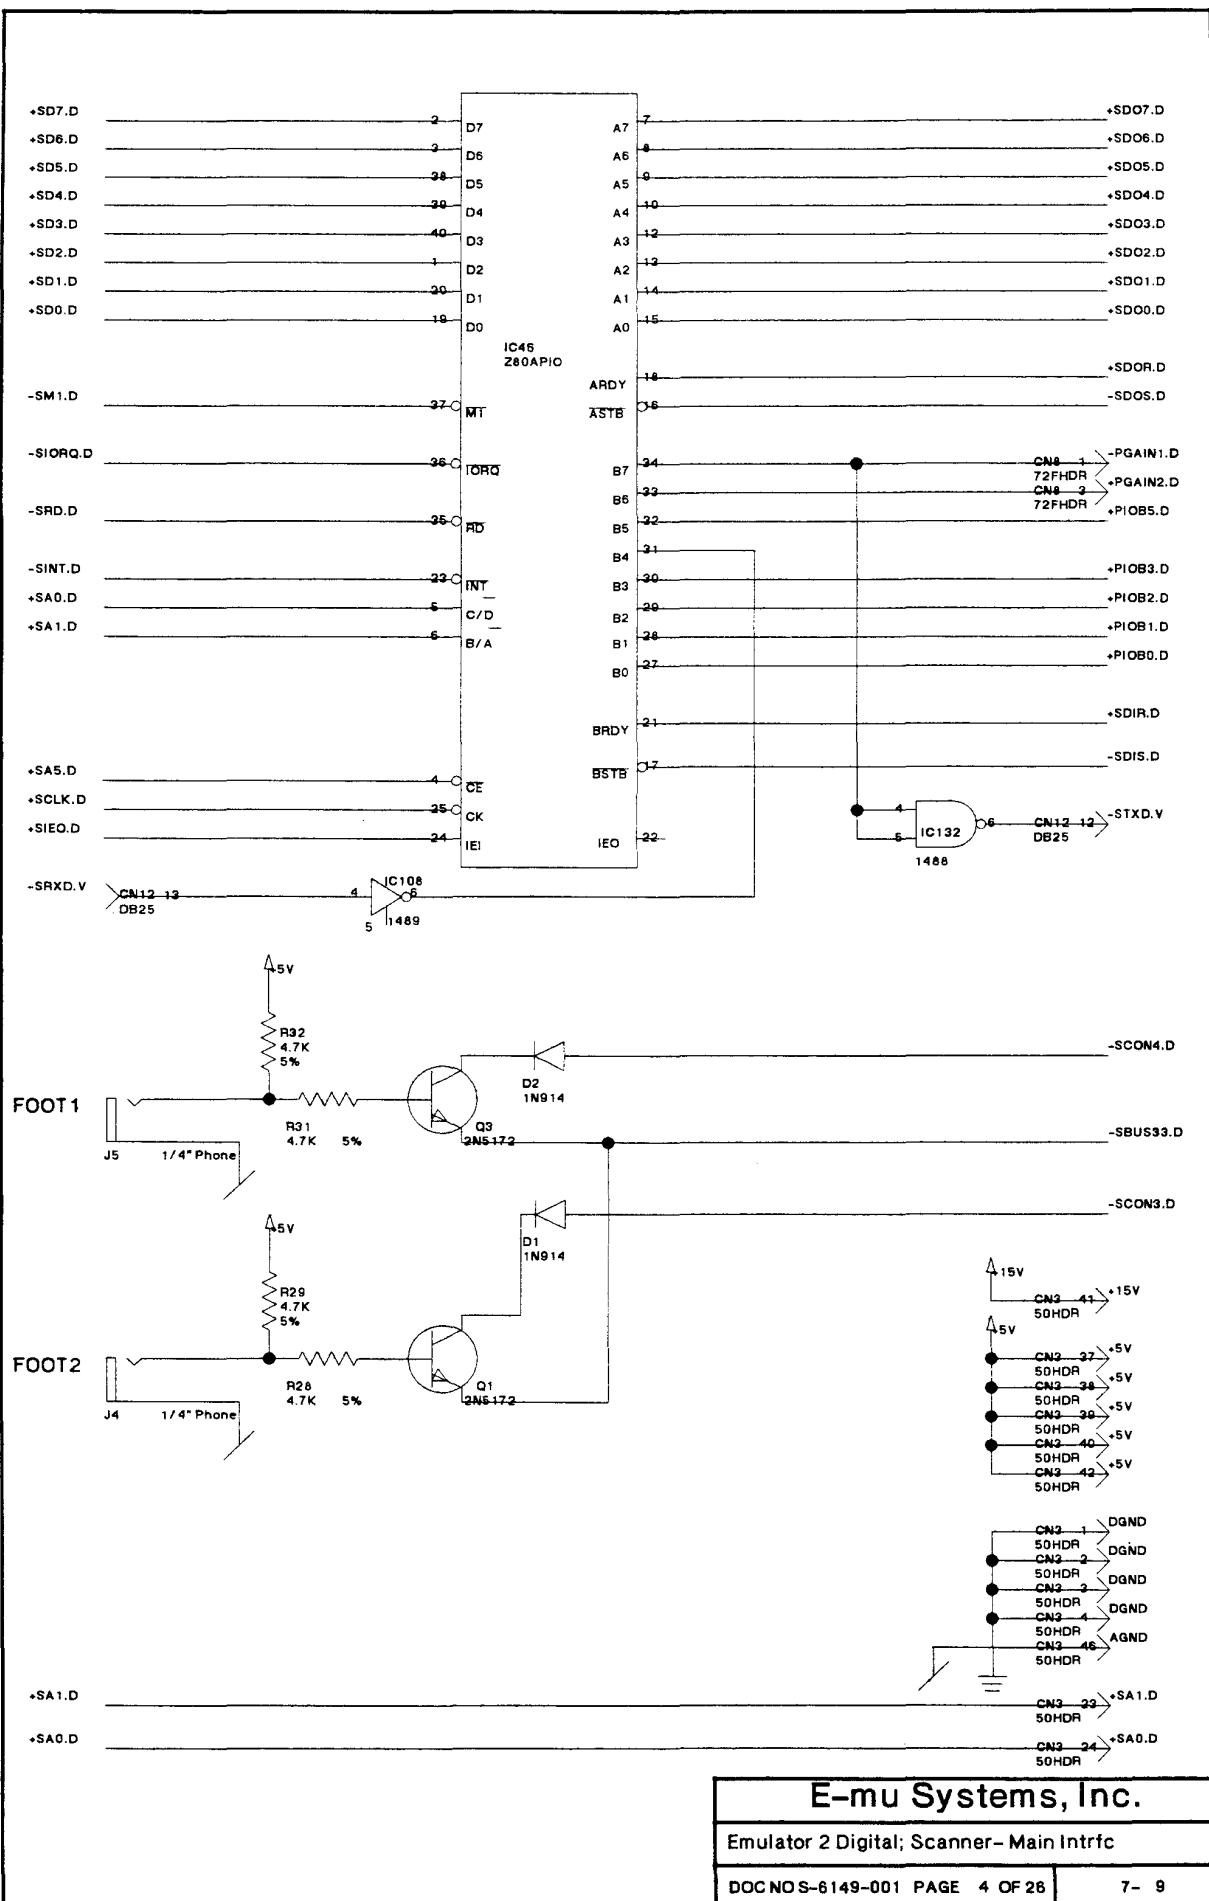 +SD7.D 2 D7 A7 7 +SDO7.D
+SD6.D 3 D6 A6 8 +SDO6.D
+SD5.D 38 D5 A5 9 +SDO5.D
+SD4.D 39 D4 A4 10 +SDO4.D
+SD3.D 40 D3 A3 12 +SDO3.D
+SD2.D 1 D2 A2 13 +SDO2.D
+SD1.D 20 D1 A1 14 +SDO1.D
+SD0.D 19 D0 A0 15 +SDO0.D
IC46
Z80APIO
ARDY 18 +SDOR.D
-SM1.D 37 M1 ASTB 16 -SDOS.D
-SIORQ.D 36 IORQ B7 34 CN8 1 -PGAIN1.D
72FHDR
B6 33 CN8 3 +PGAIN2.D
72FHDR
-SRD.D 35 RD B5 32 +PIOB5.D
B4 31
-SINT.D 23 INT B3 30 +PIOB3.D
+SA0.D 5 C/D B2 29 +PIOB2.D
+SA1.D 6 B/A B1 28 +PIOB1.D
B0 27 +PIOB0.D
BRDY 21 +SDIR.D
+SA5.D 4 CE BSTB 17 -SDIS.D
+SCLK.D 25 CK
+SIEO.D 24 IEI IEO 22
4 5 IC132 6 CN12 12 -STXD.V
1488 DB25
-SRXD.V CN12 13 4 IC108 6
DB25 5 1489
+5V
R32
4.7K
5%
-SCON4.D
D2
1N914
FOOT1
R31
4.7K 5%
Q3
2N5172
-SBUS33.D
J5 1/4" Phone
+5V
-SCON3.D
D1
1N914
R29
4.7K
5%
FOOT2
R28
4.7K 5%
Q1
2N5172
J4 1/4" Phone
+15V
CN3 41 +15V
50HDR
+5V
CN3 37 +5V
50HDR
CN3 38 +5V
50HDR
CN3 39 +5V
50HDR
CN3 40 +5V
50HDR
CN3 42 +5V
50HDR
CN3 1 DGND
50HDR
CN3 2 DGND
50HDR
CN3 3 DGND
50HDR
CN3 4 DGND
50HDR
CN3 46 AGND
50HDR
+SA1.D CN3 23 +SA1.D
50HDR
+SA0.D CN3 24 +SA0.D
50HDR
E-mu Systems, Inc.
Emulator 2 Digital; Scanner- Main Intrfc
DOC NO S-6149-001 PAGE 4 OF 26 7- 9